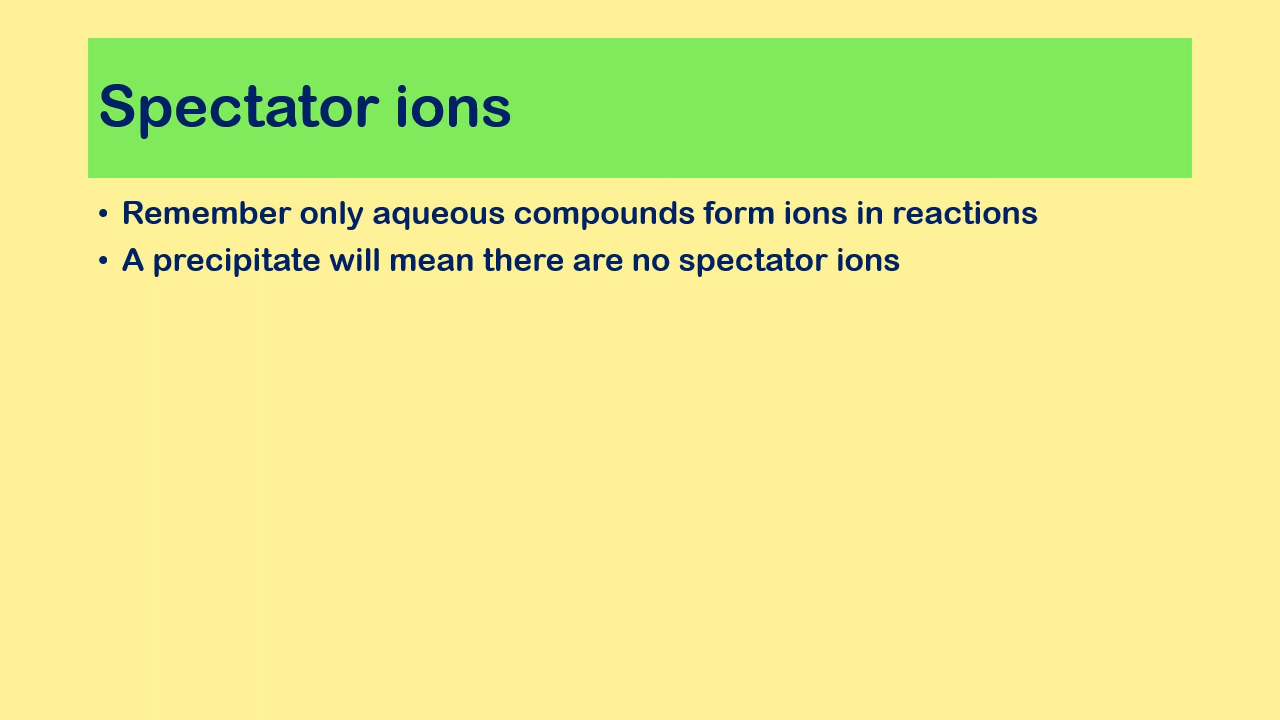 Spectator ions
• Remember only aqueous compounds form ions in reactions
• A precipitate will mean there are no spectator ions